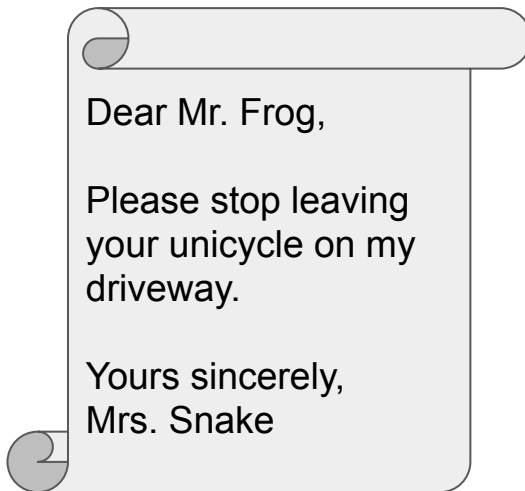 Dear Mr. Frog,
Please stop leaving
your unicycle on my
driveway.
Yours sincerely,
Mrs. Snake